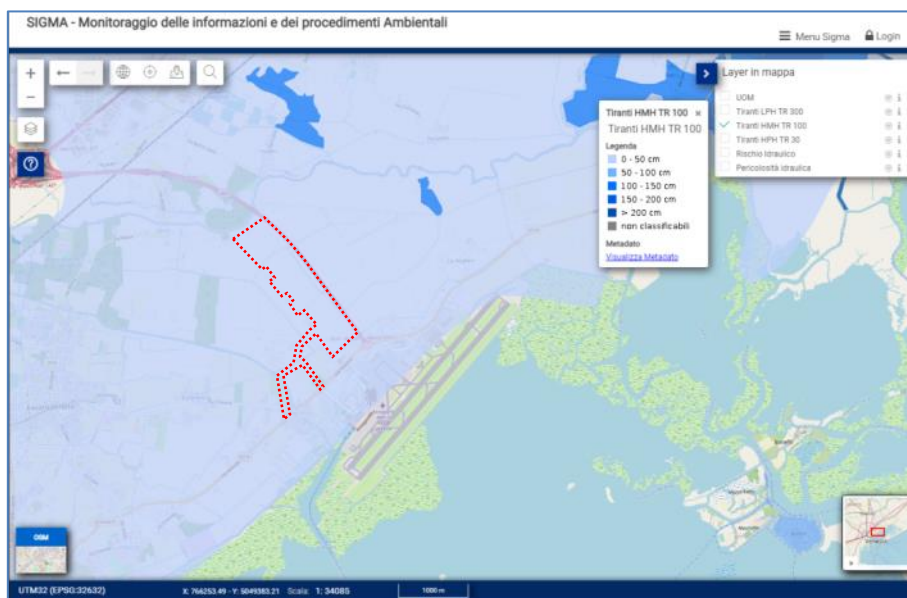 SIGMA - Monitoraggio delle informazioni e dei procedimenti Ambientali
Menu Sigma
Login
Layer in mappa
UOM
Tiranti LPH TR 300
Tiranti HMH TR 100
Tiranti HPH TR 30
Rischio Idraulico
Pericolosità idraulica
Tiranti HMH TR 100
Tiranti HMH TR 100
Legenda
0 - 50 cm
50 - 100 cm
100 - 150 cm
150 - 200 cm
> 200 cm
non classificabili
Metadato
Visualizza Metadato
OSM
UTM32 (EPSG:32632)
X: 766253.49 - Y: 5049383.21
Scala: 1: 34085
1000 m